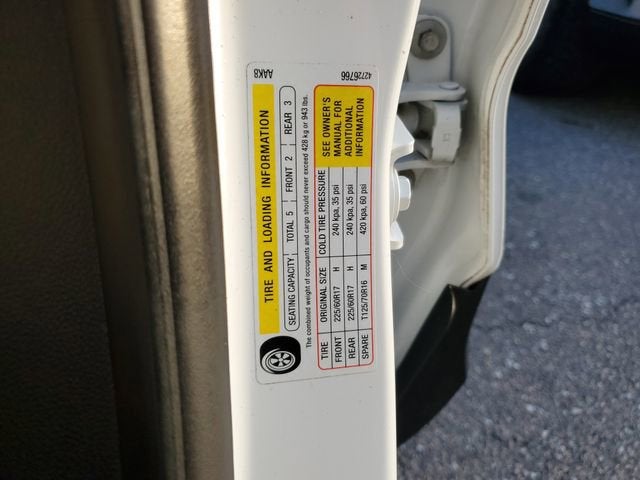 AAK8
42726766
TIRE AND LOADING INFORMATION
SEATING CAPACITY TOTAL 5 FRONT 2 REAR 3
The combined weight of occupants and cargo should never exceed 428 kg or 943 lbs.
TIRE ORIGINAL SIZE COLD TIRE PRESSURE
FRONT 225/60R17 H 240 kpa, 35 psi
REAR 225/60R17 H 240 kpa, 35 psi
SPARE T125/70R16 M 420 kpa, 60 psi
SEE OWNER'S
MANUAL FOR
ADDITIONAL
INFORMATION